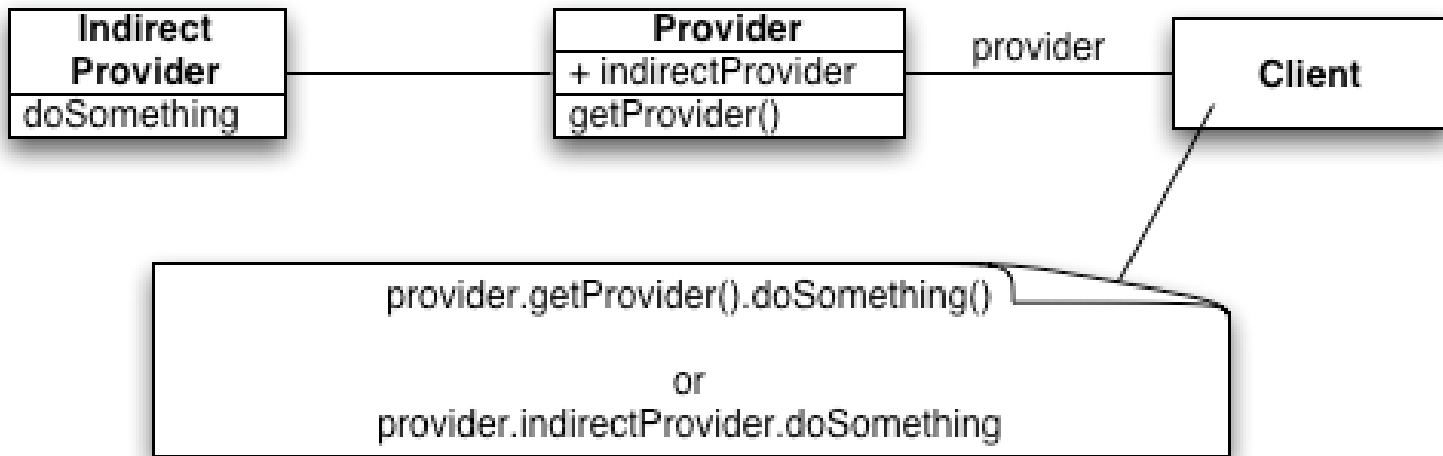 Indirect
Provider
doSomething
Provider
+ indirectProvider
getProvider()
provider
Client
provider.getProvider().doSomething()
or
provider.indirectProvider.doSomething